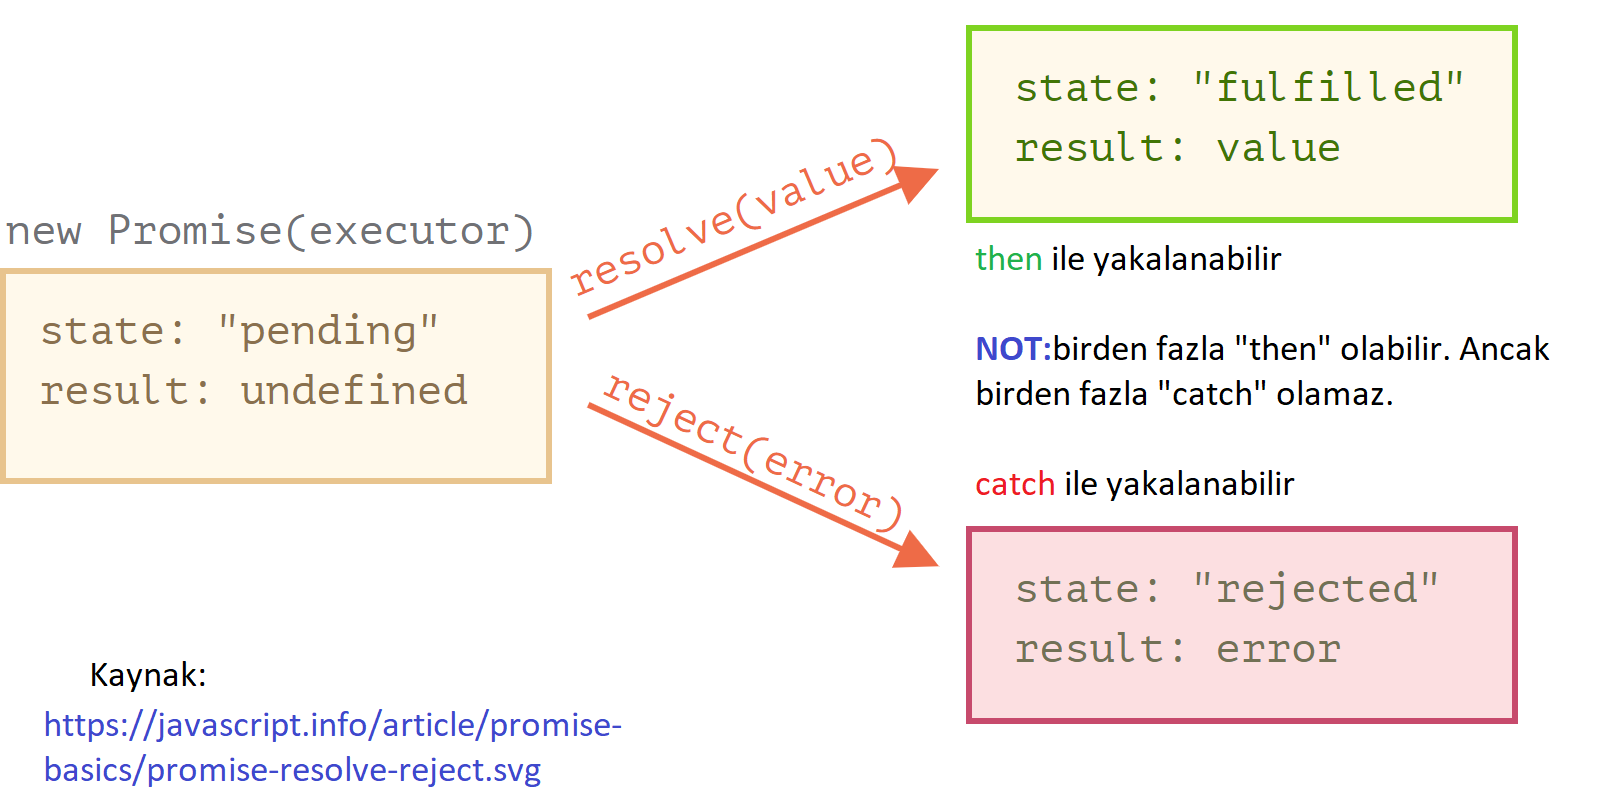 new Promise(executor)
state: "pending"
result: undefined
resolve(value)
reject(error)
state: "fulfilled"
result: value
then ile yakalanabilir
NOT:birden fazla "then" olabilir. Ancak
birden fazla "catch" olamaz.
catch ile yakalanabilir
state: "rejected"
result: error
Kaynak:
https://javascript.info/article/promise-
basics/promise-resolve-reject.svg